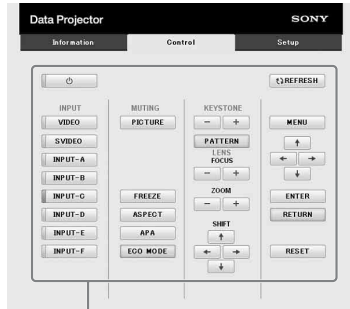 Data Projector
SONY
Information
Control
Setup
REFRESH
INPUT
MUTING
KEYSTONE
VIDEO
PICTURE
- +
MENU
SVIDEO
PATTERN
LENS
INPUT-A
FOCUS
INPUT-B
- +
INPUT-C
FREEZE
ZOOM
ENTER
INPUT-D
ASPECT
- +
RETURN
INPUT-E
APA
SHIFT
INPUT-F
ECO MODE
RESET